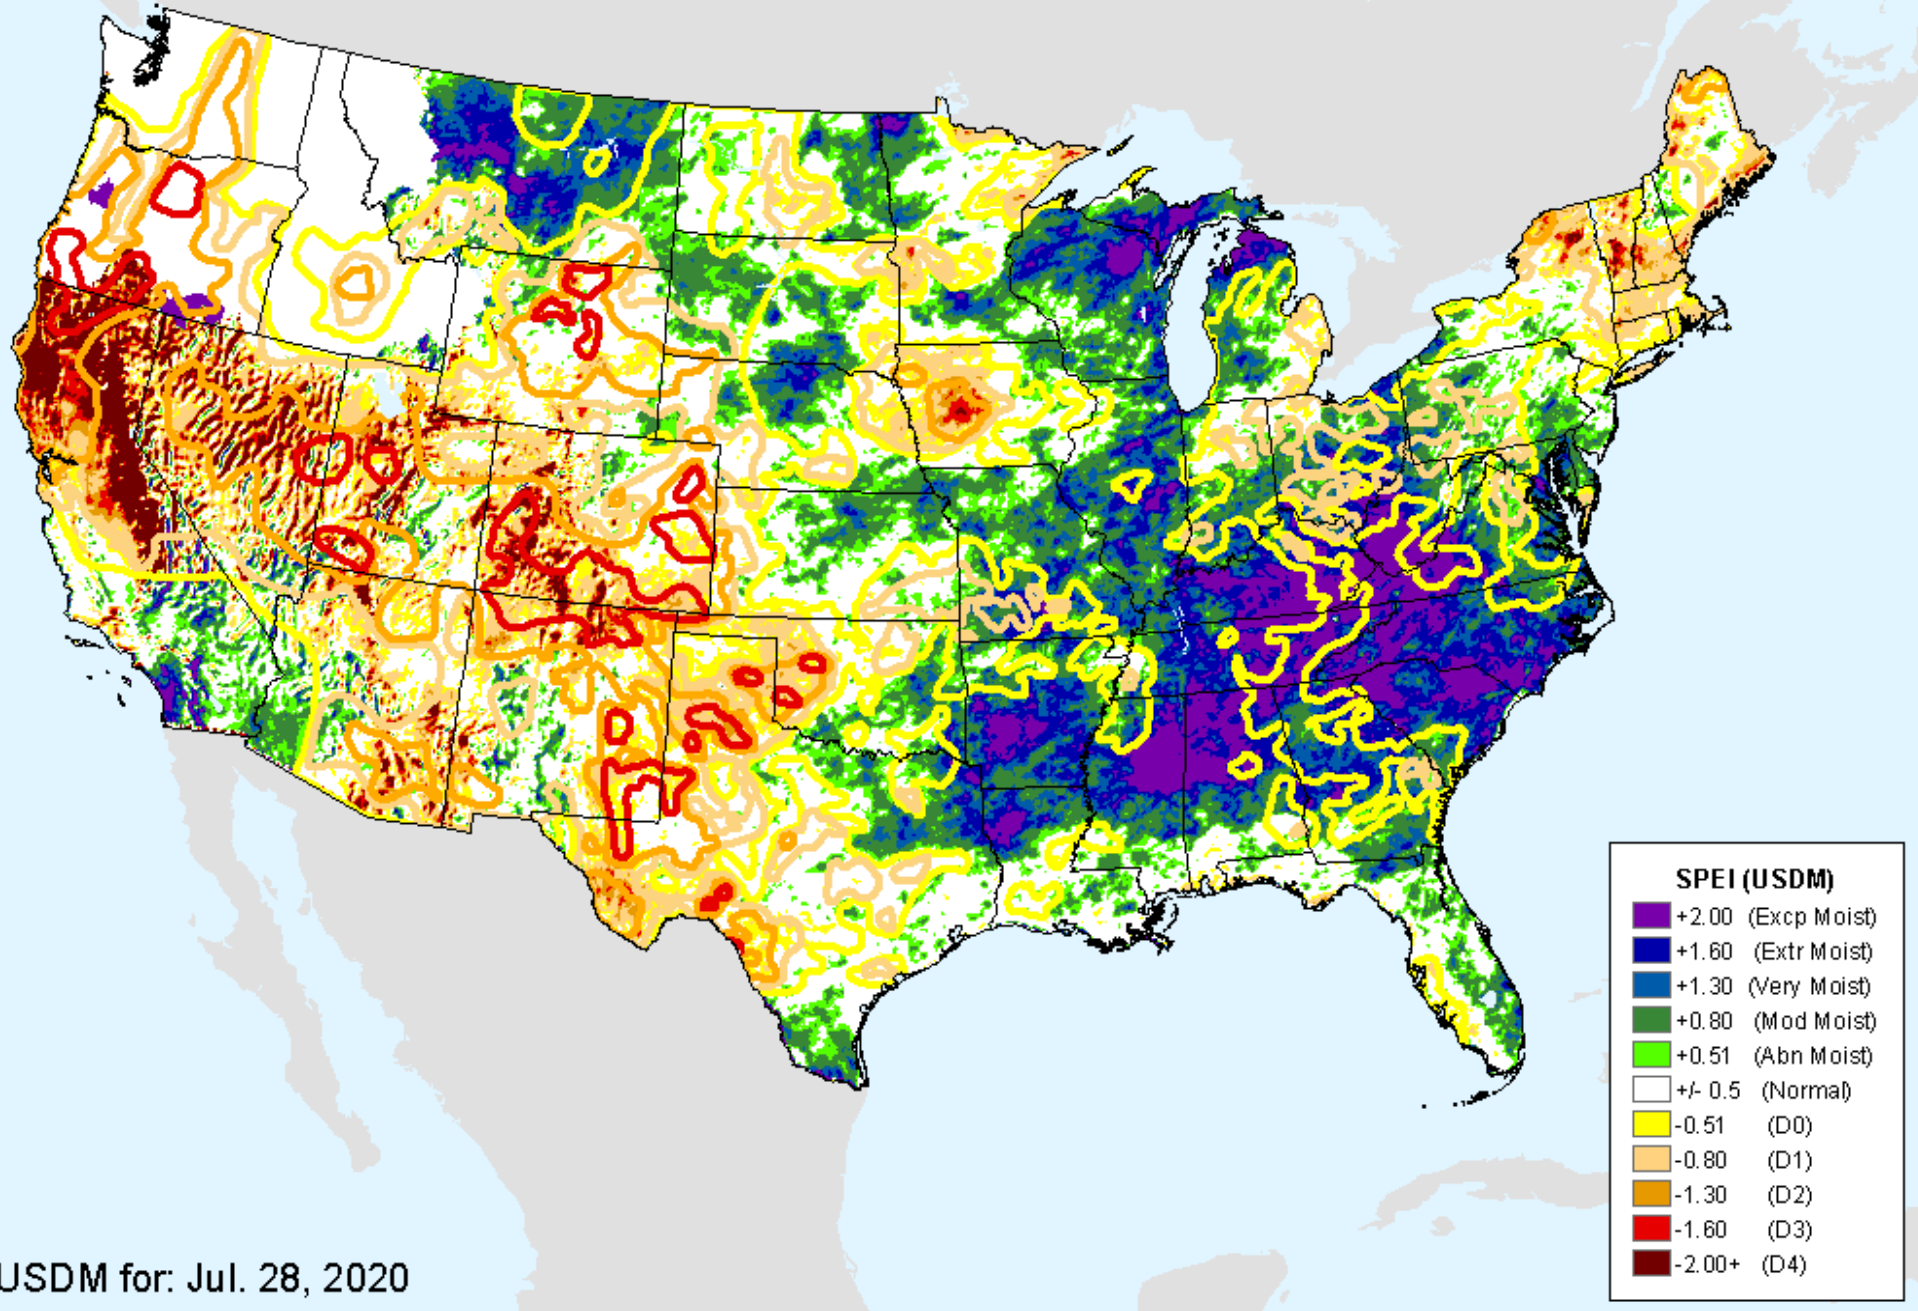 SPEI (USDM)
+2.00 (Excp Moist)
+1.60 (Extr Moist)
+1.30 (Very Moist)
+0.80 (Mod Moist)
+0.51 (Abn Moist)
+/- 0.5 (Normal)
-0.51 (D0)
-0.80 (D1)
-1.30 (D2)
-1.60 (D3)
-2.00+ (D4)
USDM for: Jul. 28, 2020